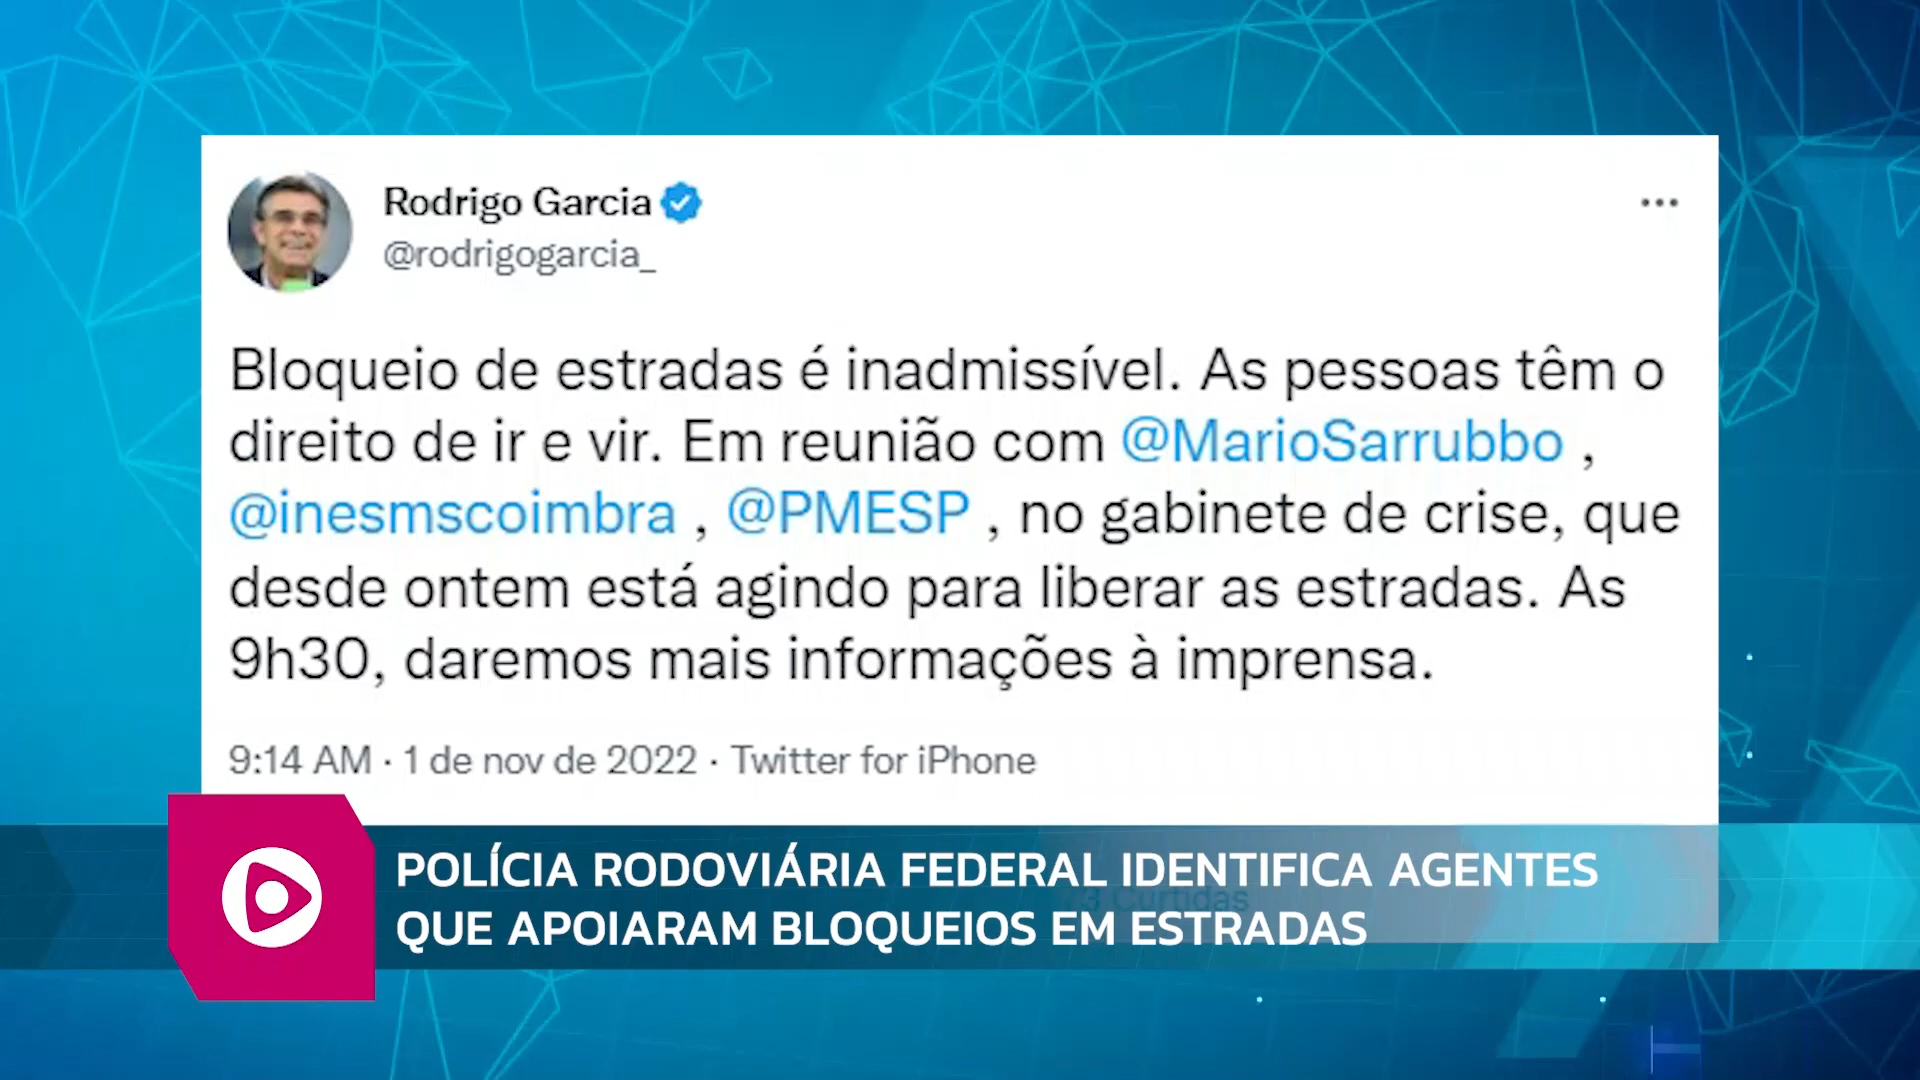 Rodrigo Garcia
@rodrigogarcia_
Bloqueio de estradas é inadmissível. As pessoas têm o
direito de ir e vir. Em reunião com @MarioSarrubbo ,
@inesmscoimbra , @PMESP , no gabinete de crise, que
desde ontem está agindo para liberar as estradas. As
9h30, daremos mais informações à imprensa.
9:14 AM · 1 de nov de 2022 · Twitter for iPhone
POLÍCIA RODOVIÁRIA FEDERAL IDENTIFICA AGENTES
Curtidas
QUE APOIARAM BLOQUEIOS EM ESTRADAS